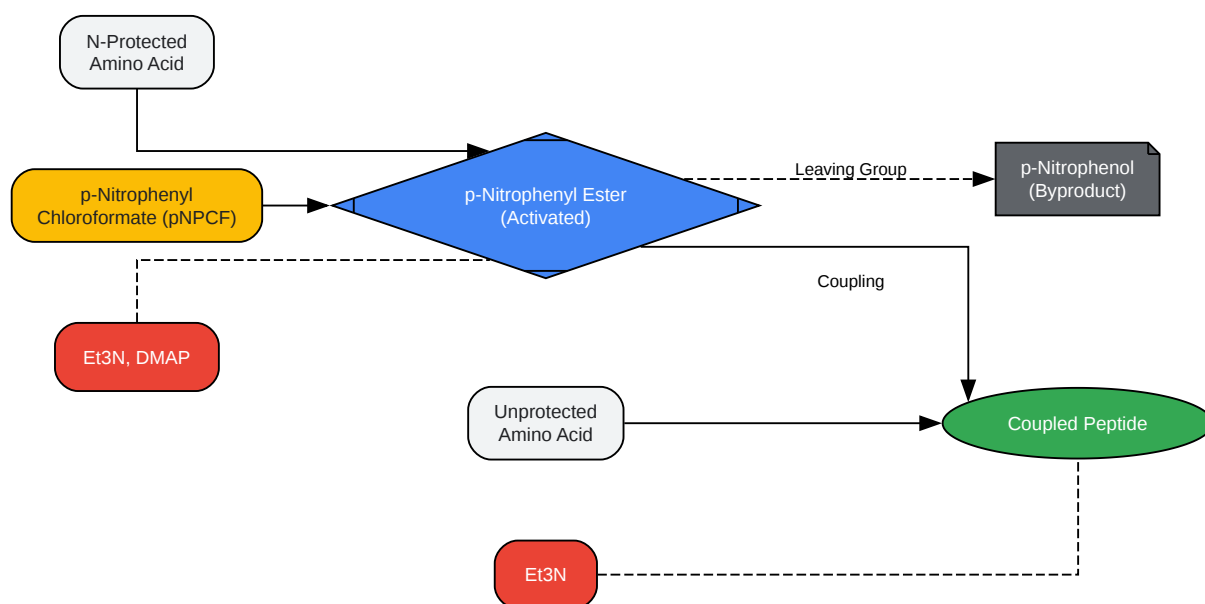 N-Protected
Amino Acid
p-Nitrophenyl
Chloroformate (pNPCF)
p-Nitrophenyl Ester
(Activated)
Leaving Group
p-Nitrophenol
(Byproduct)
Coupling
Et3N, DMAP
Unprotected
Amino Acid
Coupled Peptide
Et3N